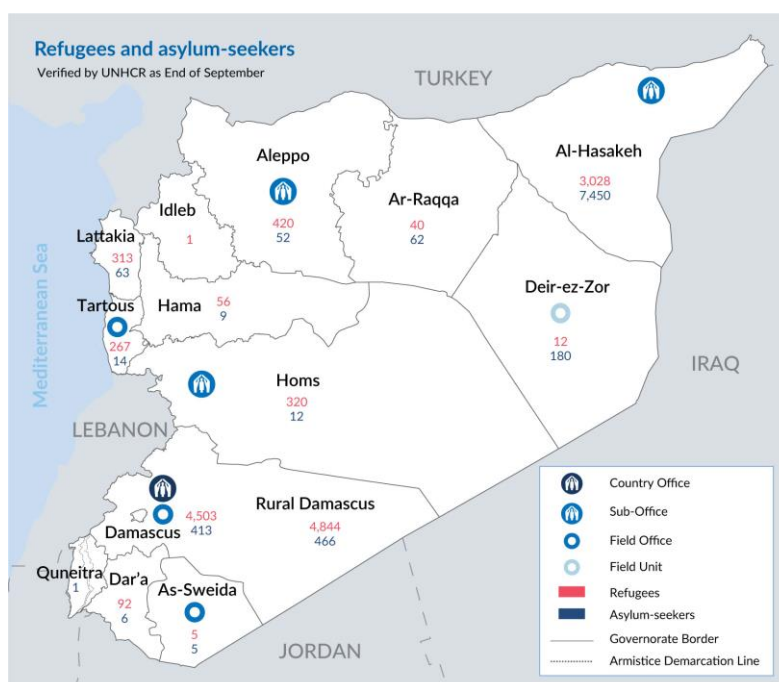 Refugees and asylum-seekers
Verified by UNHCR as End of September
TURKEY
Aleppo
420
52
Al-Hasakeh
3,028
7,450
Ar-Raqqa
40
62
Idleb
1
Lattakia
313
63
Mediterranean Sea
Tartous
267
14
Hama
56
9
Deir-ez-Zor
12
180
IRAQ
Homs
320
12
LEBANON
Damascus
4,503
413
Rural Damascus
4,844
466
Quneitra
1
Dar'a
92
6
As-Sweida
5
5
JORDAN
Country Office
Sub-Office
Field Office
Field Unit
Refugees
Asylum-seekers
Governorate Border
Armistice Demarcation Line